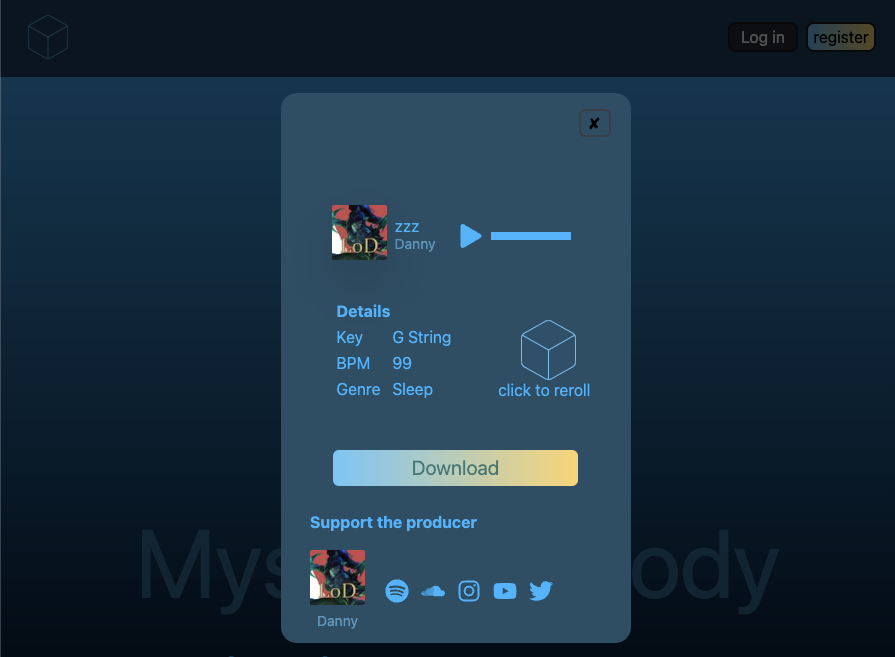 Log in register
✘
LoD
zzz
Danny
Details
Key G String
BPM 99
Genre Sleep
click to reroll
Download
Support the producer
Mys ody
LoD
Danny